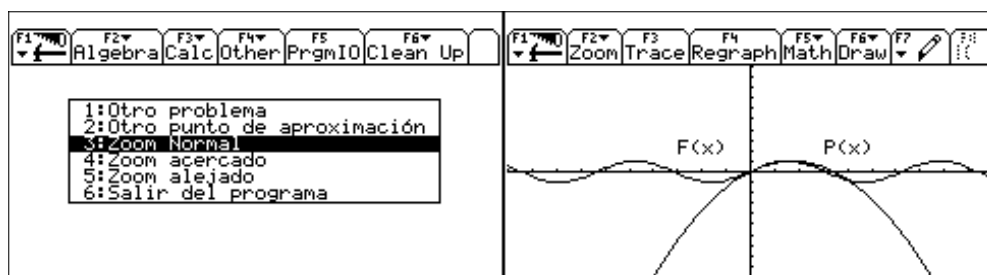 F1 F2 Algebra F3 Calc F4 Other F5 PrgmIO F6 Clean Up
1:Otro problema
2:Otro punto de aproximación
3:Zoom Normal
4:Zoom acercado
5:Zoom alejado
6:Salir del programa
F1 F2 Zoom F3 Trace F4 Regraph F5 Math F6 Draw F7
F(x) P(x)